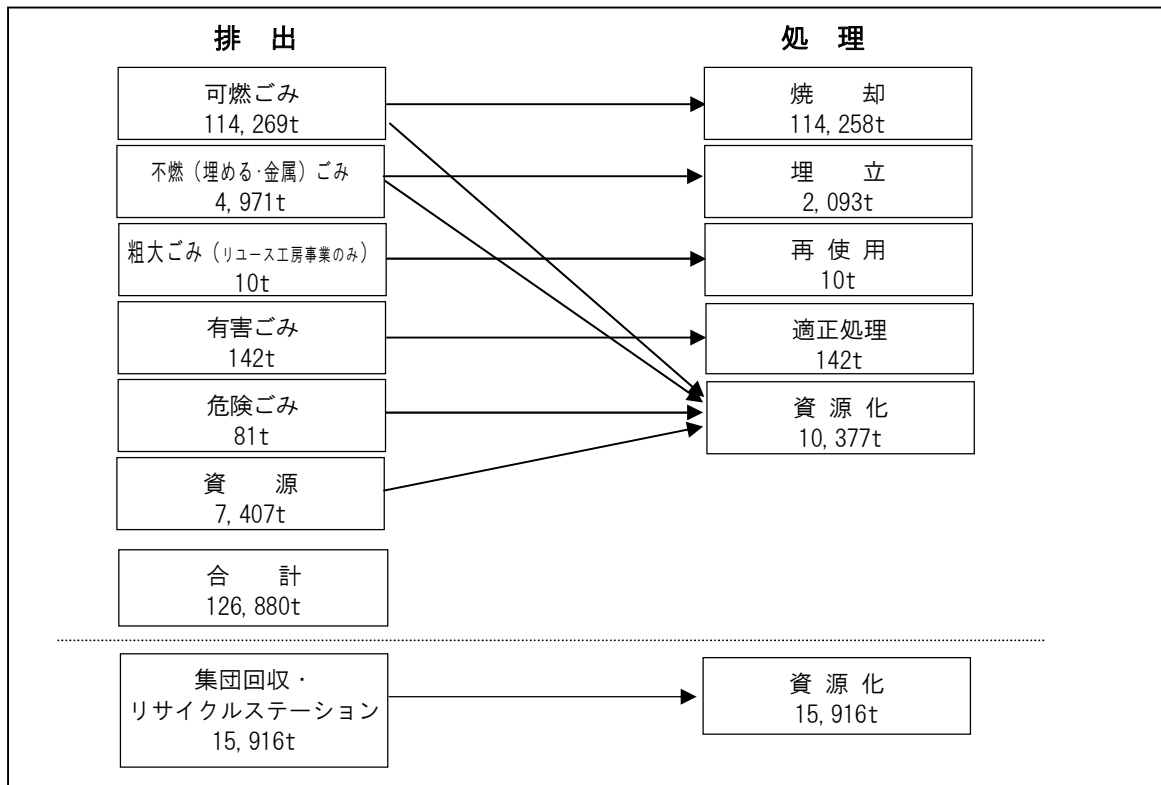 排 出
可燃ごみ
114,269t
不燃(埋める・金属)ごみ
4,971t
粗大ごみ(リユース工房事業のみ)
10t
有害ごみ
142t
危険ごみ
81t
資 源
7,407t
合 計
126,880t
集団回収・
リサイクルステーション
15,916t
処 理
焼 却
114,258t
埋 立
2,093t
再 使 用
10t
適正処理
142t
資 源 化
10,377t
資 源 化
15,916t